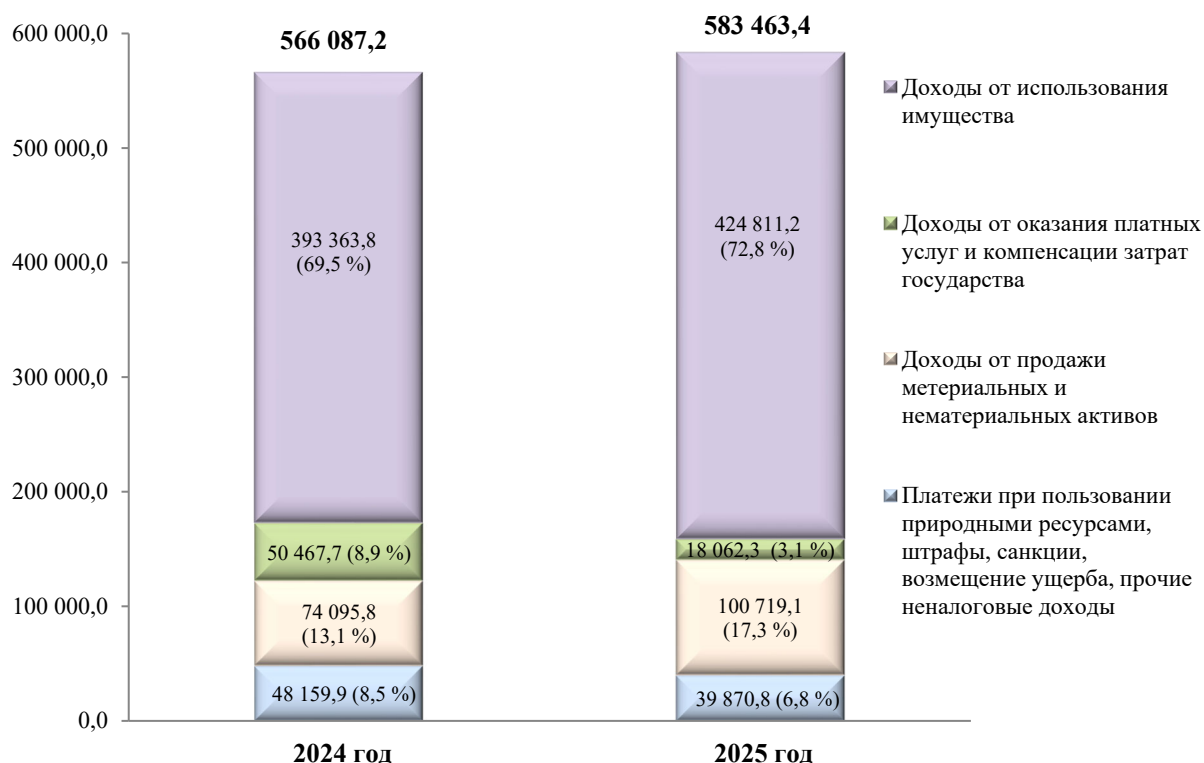 600 000,0
500 000,0
400 000,0
300 000,0
200 000,0
100 000,0
0,0
566 087,2
393 363,8
(69,5 %)
50 467,7 (8,9 %)
74 095,8
(13,1 %)
48 159,9 (8,5 %)
2024 год
583 463,4
424 811,2
(72,8 %)
18 062,3 (3,1 %)
100 719,1
(17,3 %)
39 870,8 (6,8 %)
2025 год
Доходы от использования
имущества
Доходы от оказания платных
услуг и компенсации затрат
государства
Доходы от продажи
метериальных и
нематериальных активов
Платежи при пользовании
природными ресурсами,
штрафы, санкции,
возмещение ущерба, прочие
неналоговые доходы